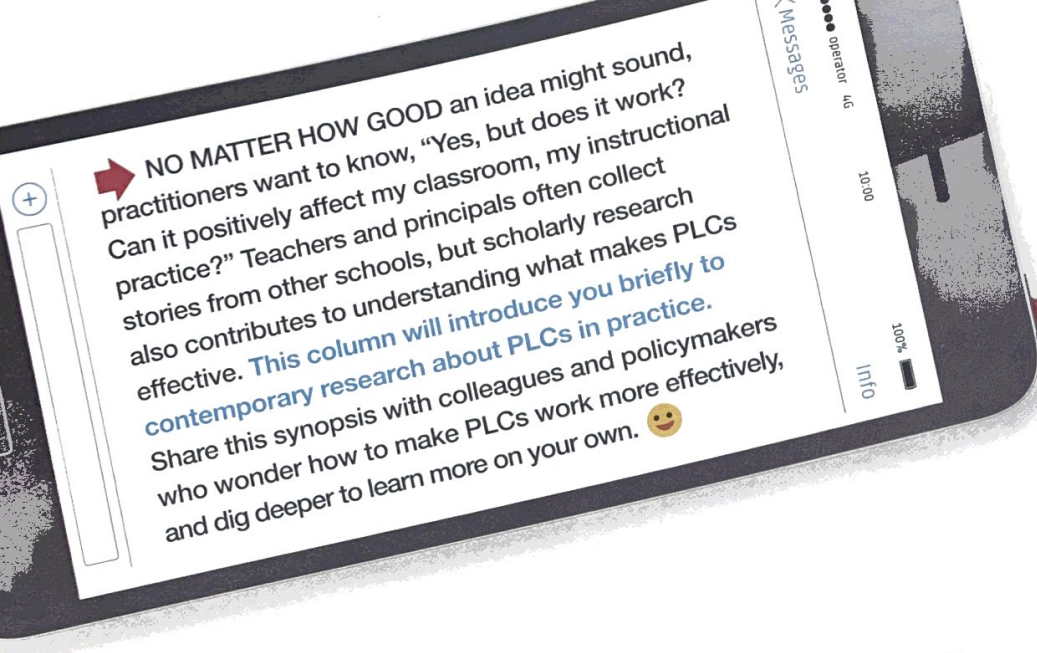 NO MATTER HOW GOOD an idea might sound,
practitioners want to know, “Yes, but does it work?
Can it positively affect my classroom, my instructional
practice?” Teachers and principals often collect
stories from other schools, but scholarly research
also contributes to understanding what makes PLCs
effective. This column will introduce you briefly to
contemporary research about PLCs in practice.
Share this synopsis with colleagues and policymakers
who wonder how to make PLCs work more effectively,
and dig deeper to learn more on your own.
Messages
operator 4G
10:00
100%
Info